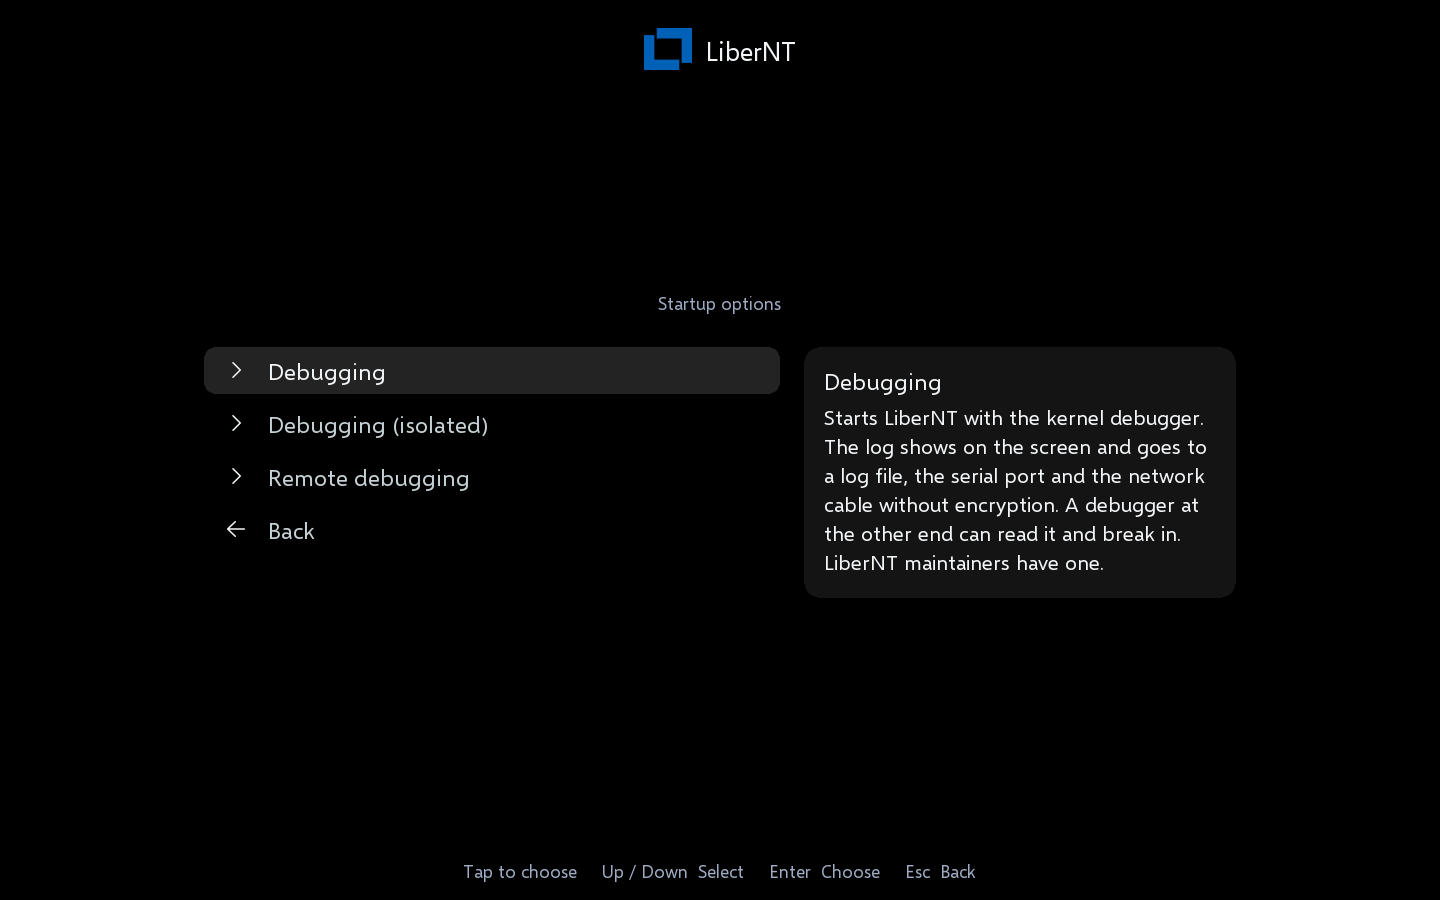 LiberNT
Startup options
Debugging
Debugging (isolated)
Remote debugging
Back
Debugging
Starts LiberNT with the kernel debugger.
The log shows on the screen and goes to
a log file, the serial port and the network
cable without encryption. A debugger at
the other end can read it and break in.
LiberNT maintainers have one.
Tap to choose Up / Down Select Enter Choose Esc Back